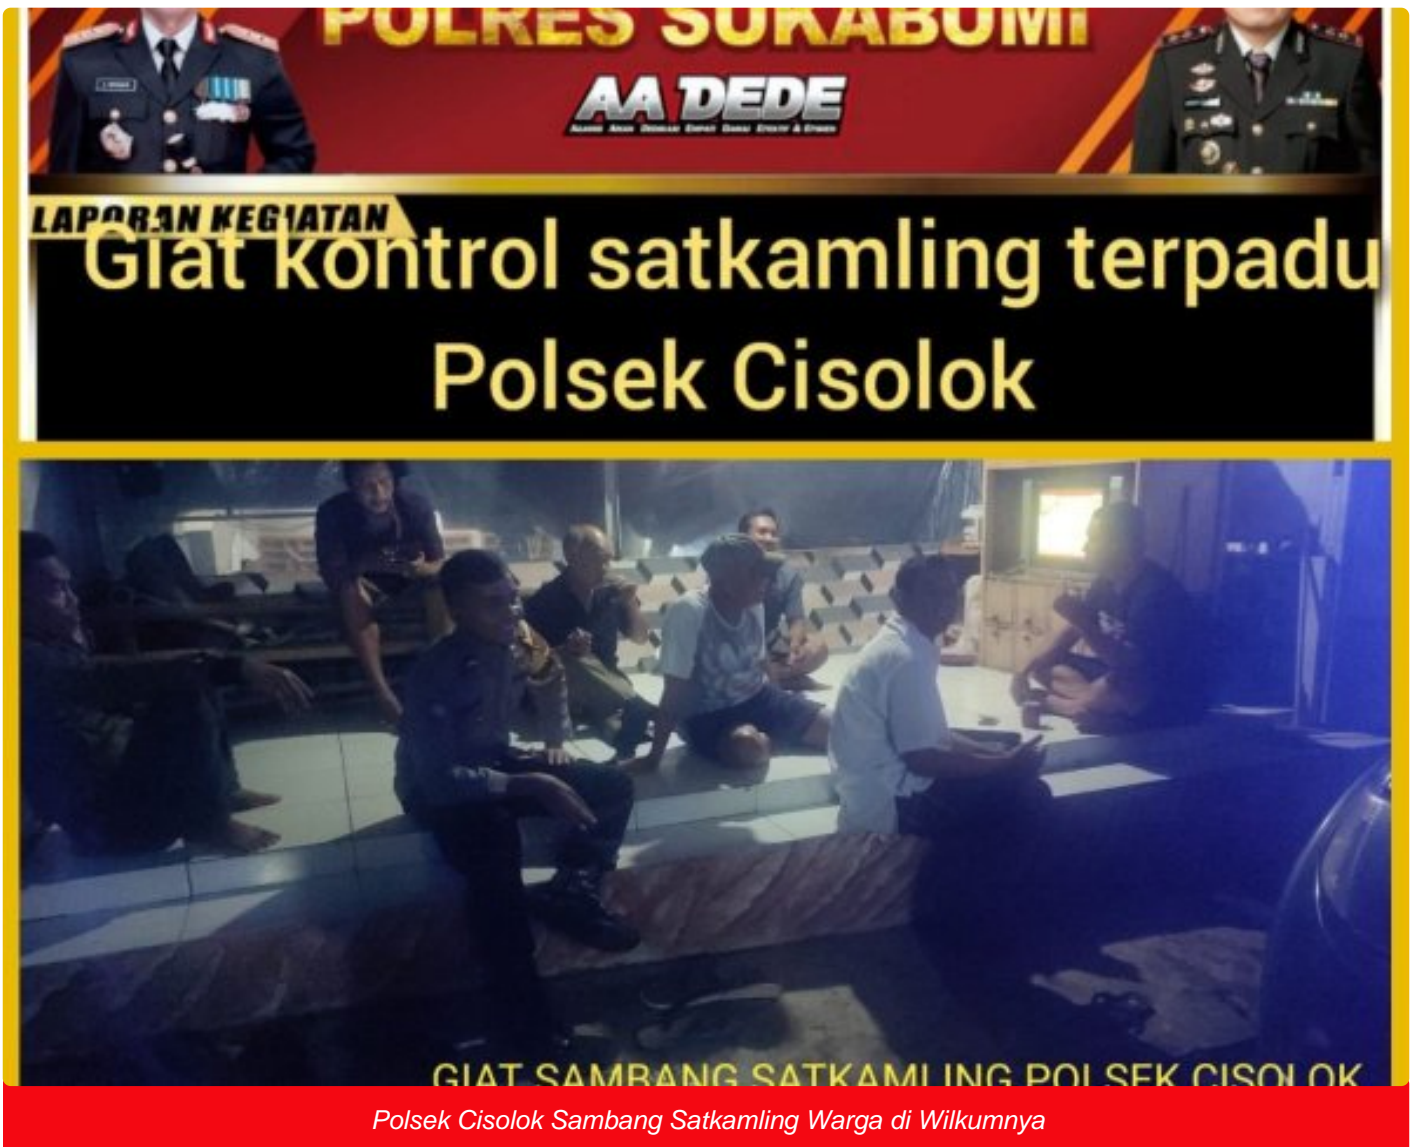 POLRES SUKABUMI
AA DEDE
LAPORAN KEGIATAN
Giat kontrol satkamling terpadu
Polsek Cisolok
GIAT SAMBANG SATKAMLING POLSEK CISOLOK
Polsek Cisolok Sambang Satkamling Warga di Wilkumnya